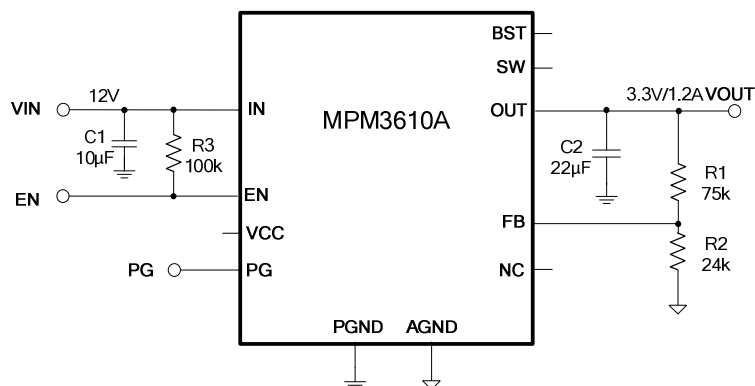 BST
SW
12V
3.3V/1.2A VOUT
VIN
IN
MPM3610A
OUT
C1
10µF
R3
100k
C2
22µF
R1
75k
EN
EN
FB
VCC
R2
24k
PG
PG
NC
PGND
AGND